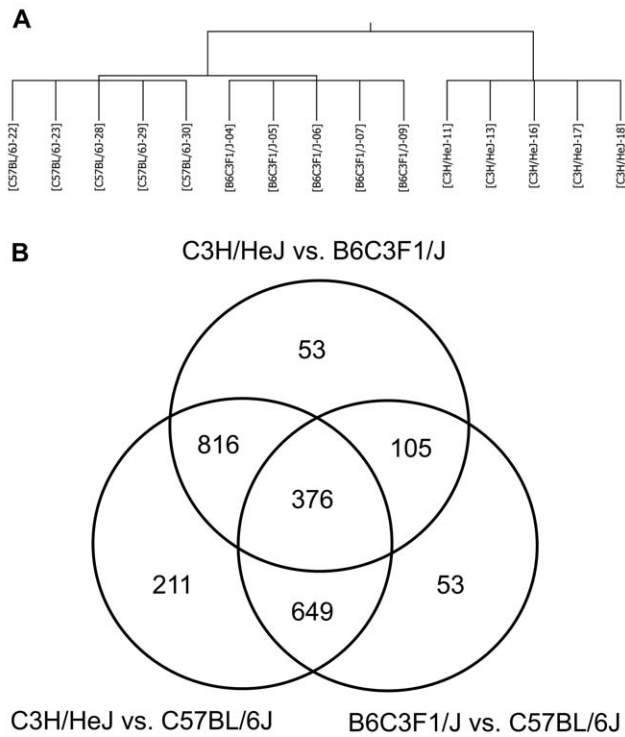 A
[C57BL/6J-22]
[C57BL/6J-23]
[C57BL/6J-28]
[C57BL/6J-29]
[C57BL/6J-30]
[B6C3F1/J-04]
[B6C3F1/J-05]
[B6C3F1/J-06]
[B6C3F1/J-07]
[B6C3F1/J-09]
[C3H/HeJ-11]
[C3H/HeJ-13]
[C3H/HeJ-16]
[C3H/HeJ-17]
[C3H/HeJ-18]
B
C3H/HeJ vs. B6C3F1/J
53
816
105
376
211
53
649
C3H/HeJ vs. C57BL/6J
B6C3F1/J vs. C57BL/6J